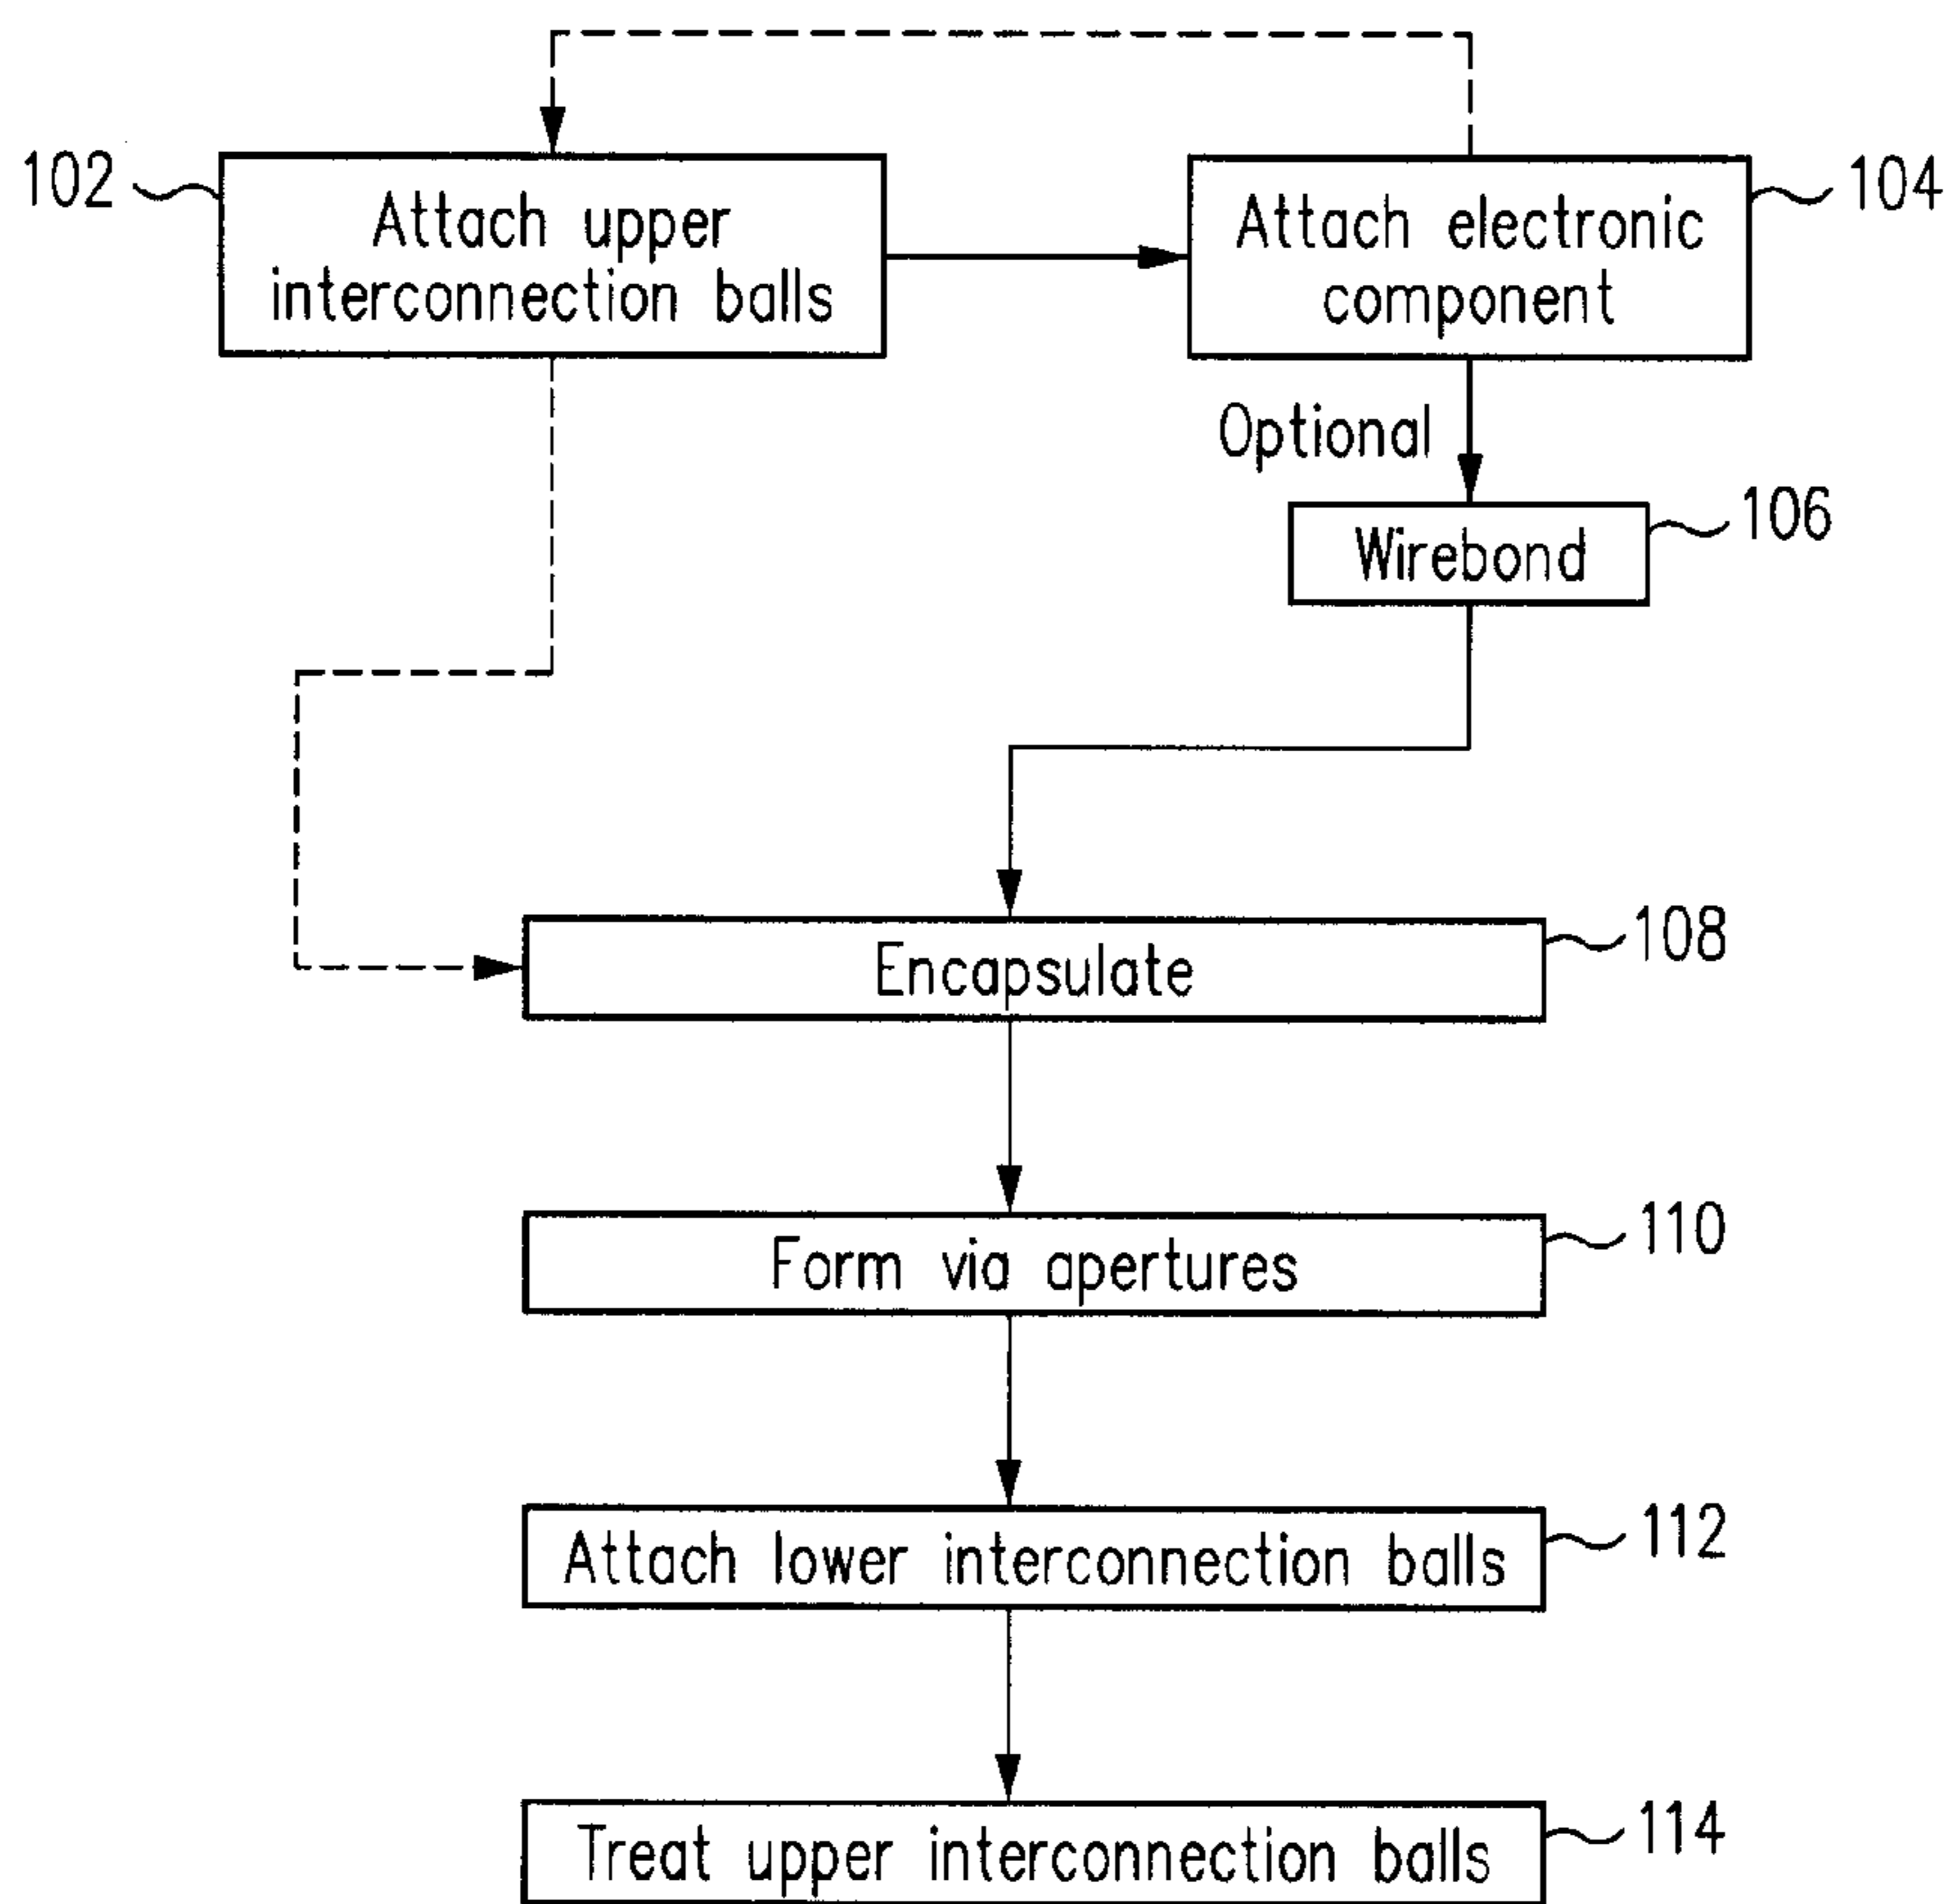 102
Attach upper
interconnection balls
104
Attach electronic
component
Optional
106
Wirebond
108
Encapsulate
110
Form via apertures
112
Attach lower interconnection balls
114
Treat upper interconnection balls